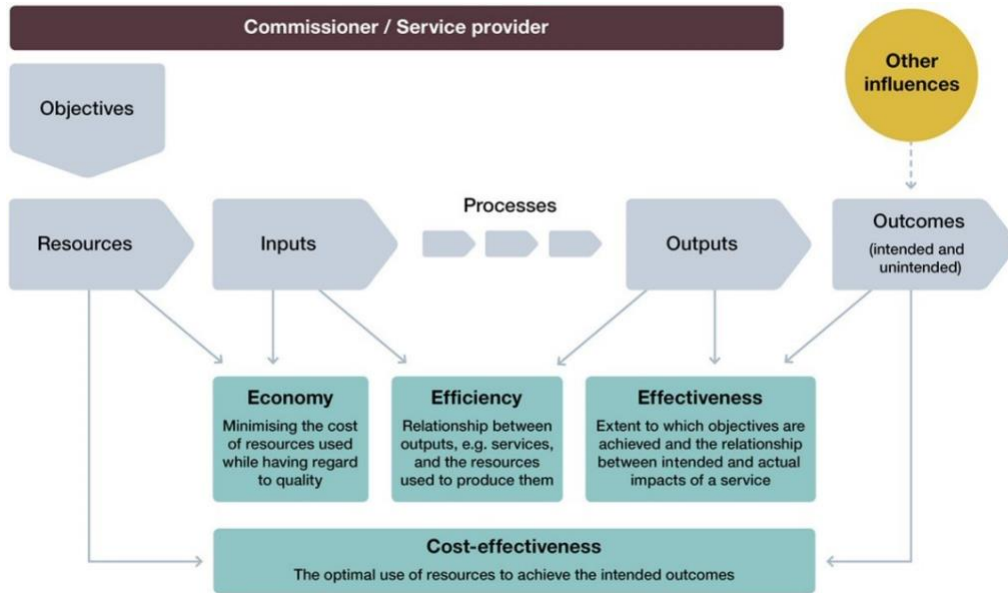 Commissioner / Service provider
Other
influences
Objectives
Resources
Inputs
Processes
Outputs
Outcomes
(intended and
unintended)
Economy
Minimising the cost
of resources used
while having regard
to quality
Efficiency
Relationship between
outputs, e.g. services,
and the resources
used to produce them
Effectiveness
Extent to which objectives are
achieved and the relationship
between intended and actual
impacts of a service
Cost-effectiveness
The optimal use of resources to achieve the intended outcomes